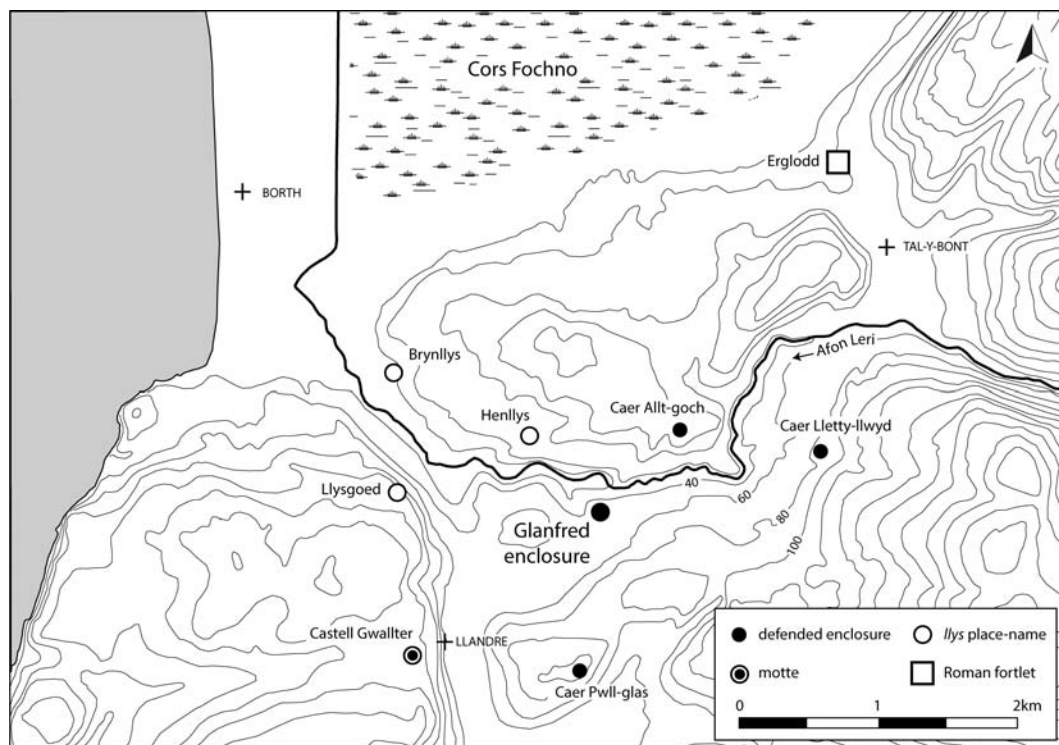 Cors Fochno
Erglodd
BORTH
TAL-Y-BONT
Afon Leri
Brynllys
Henllys
Caer Allt-goch
Caer Lletty-llwyd
Llysgoed
40
60
80
100
Glanfred
enclosure
Castell Gwallter
LLANDRE
Caer Pwll-glas
defended enclosure
llys place-name
motte
Roman fortlet
0
1
2km